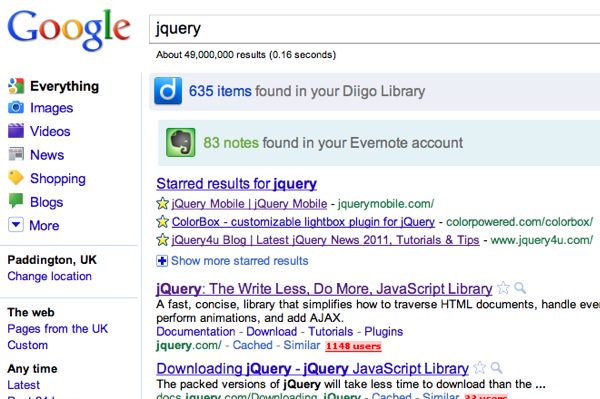 Google
jquery
About 49,000,000 results (0.16 seconds)
Everything
Images
Videos
News
Shopping
Blogs
More
Paddington, UK
Change location
The web
Pages from the UK
Custom
Any time
Latest
Past 24 hours
d 635 items found in your Diigo Library
83 notes found in your Evernote account
Starred results for jquery
jQuery Mobile | jQuery Mobile - jquerymobile.com/
ColorBox - customizable lightbox plugin for jQuery - colorpowered.com/colorbox/
jQuery4u Blog | Latest jQuery News 2011, Tutorials & Tips - www.jquery4u.com/
Show more starred results
jQuery: The Write Less, Do More, JavaScript Library
A fast, concise, library that simplifies how to traverse HTML documents, handle eve
perform animations, and add AJAX.
Documentation - Download - Tutorials - Plugins
jquery.com/ - Cached - Similar 1148 users
Downloading jQuery - jQuery JavaScript Library
The packed versions of jQuery will take less time to download than the ...
docs.jquery.com/Downloading_jQuery - Cached - Similar 33 users